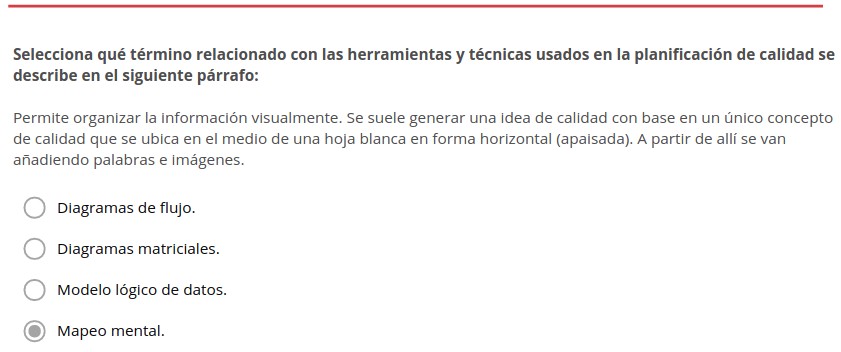 Selecciona qué término relacionado con las herramientas y técnicas usados en la planificación de calidad se
describe en el siguiente párrafo:
Permite organizar la información visualmente. Se suele generar una idea de calidad con base en un único concepto
de calidad que se ubica en el medio de una hoja blanca en forma horizontal (apaisada). A partir de allí se van
añadiendo palabras e imágenes.
Diagramas de flujo.
Diagramas matriciales.
Modelo lógico de datos.
Mapeo mental.